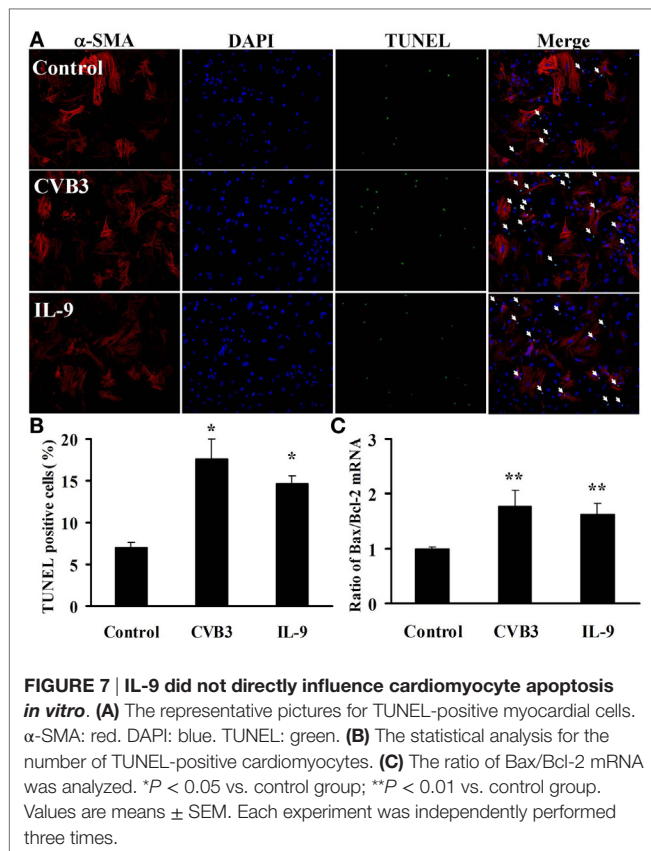 A α-SMA DAPI TUNEL Merge
Control
CVB3
IL-9
B
TUNEL positive cells( % )
20
15
10
5
0
*
*
Control CVB3 IL-9
C
Ratio of Bax/Bcl-2 mRNA
3
2
1
0
**
**
Control CVB3 IL-9
FIGURE 7 | IL-9 did not directly influence cardiomyocyte apoptosis
in vitro. (A) The representative pictures for TUNEL-positive myocardial cells.
α-SMA: red. DAPI: blue. TUNEL: green. (B) The statistical analysis for the
number of TUNEL-positive cardiomyocytes. (C) The ratio of Bax/Bcl-2 mRNA
was analyzed. *P < 0.05 vs. control group; **P < 0.01 vs. control group.
Values are means ± SEM. Each experiment was independently performed
three times.